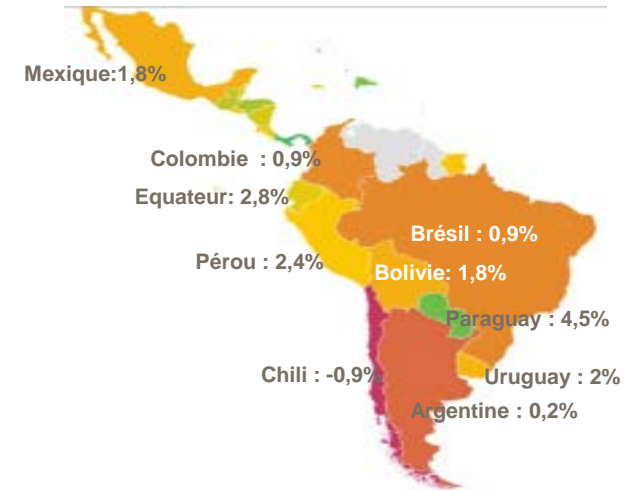 Mexique:1,8%
Colombie : 0,9%
Equateur: 2,8%
Brésil : 0,9%
Pérou : 2,4%
Bolivie: 1,8%
Paraguay : 4,5%
Chili : -0,9%
Uruguay : 2%
Argentine : 0,2%